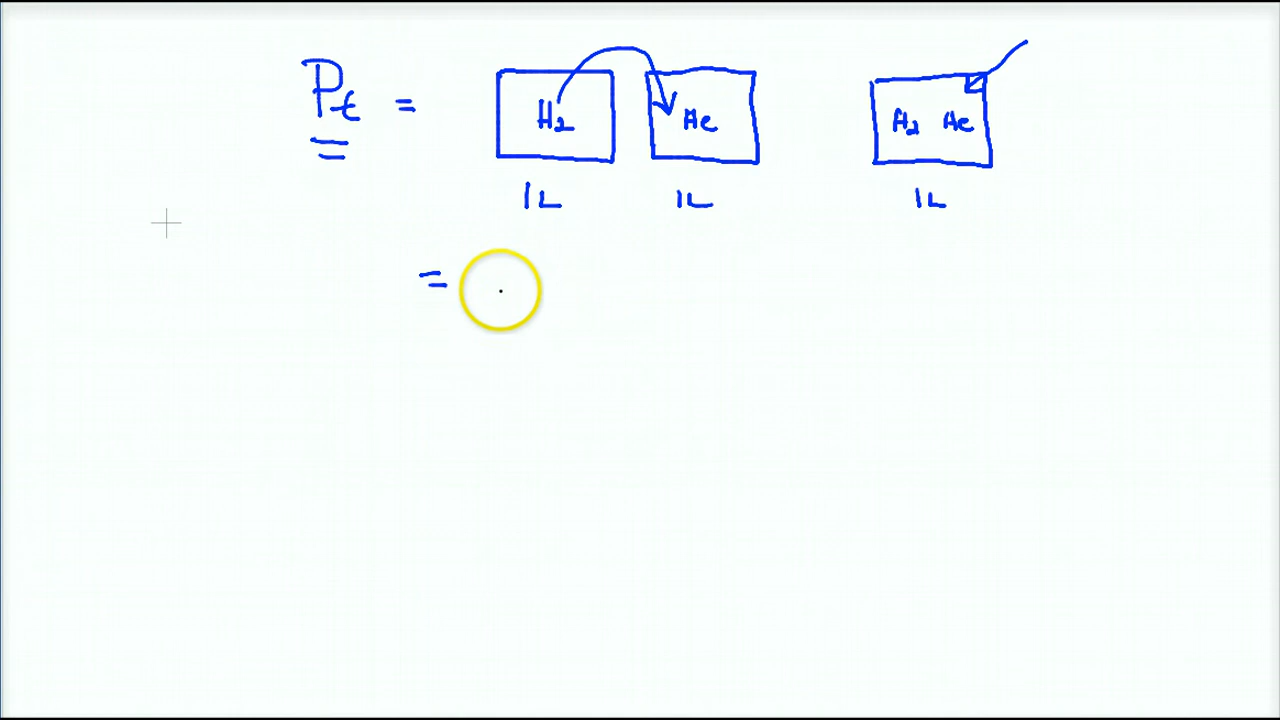 Pt = H2 He H2 He
1L 1L 1L
=